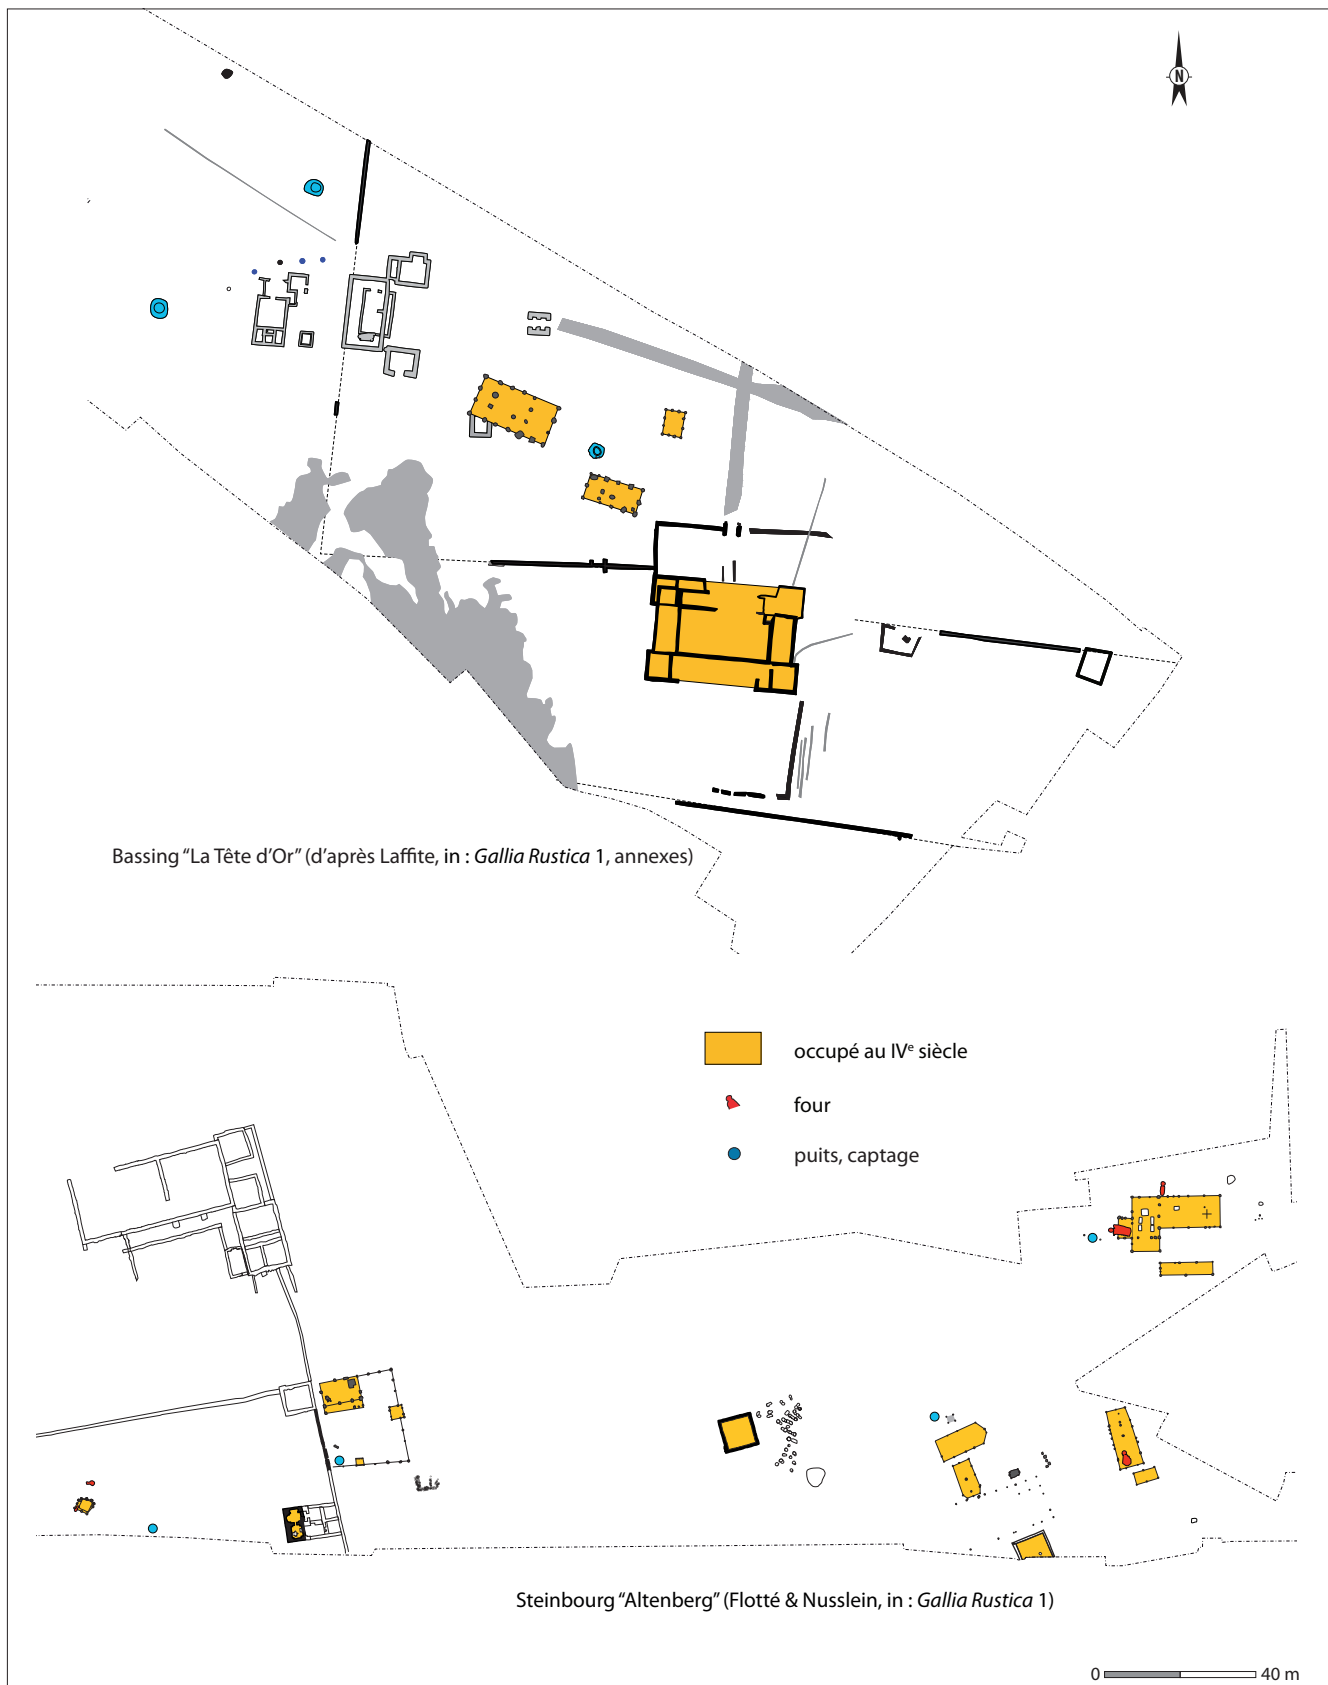 N
Bassing “La Tête d’Or” (d’après Laffite, in : Gallia Rustica 1, annexes)
occupé au IVe siècle
four
puits, captage
Steinbourg “Altenberg” (Flotté & Nusslein, in : Gallia Rustica 1)
0 40 m